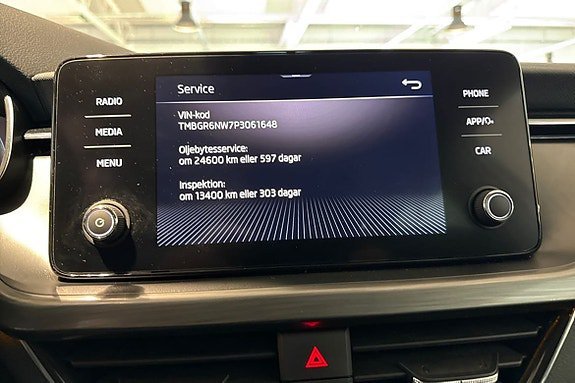 Service
RADIO
MEDIA
MENU
VIN-kod
TMBGR6NW7P3061648
Oljebytesservice:
om 24600 km eller 597 dagar
Inspektion:
om 13400 km eller 303 dagar
PHONE
APP/
CAR